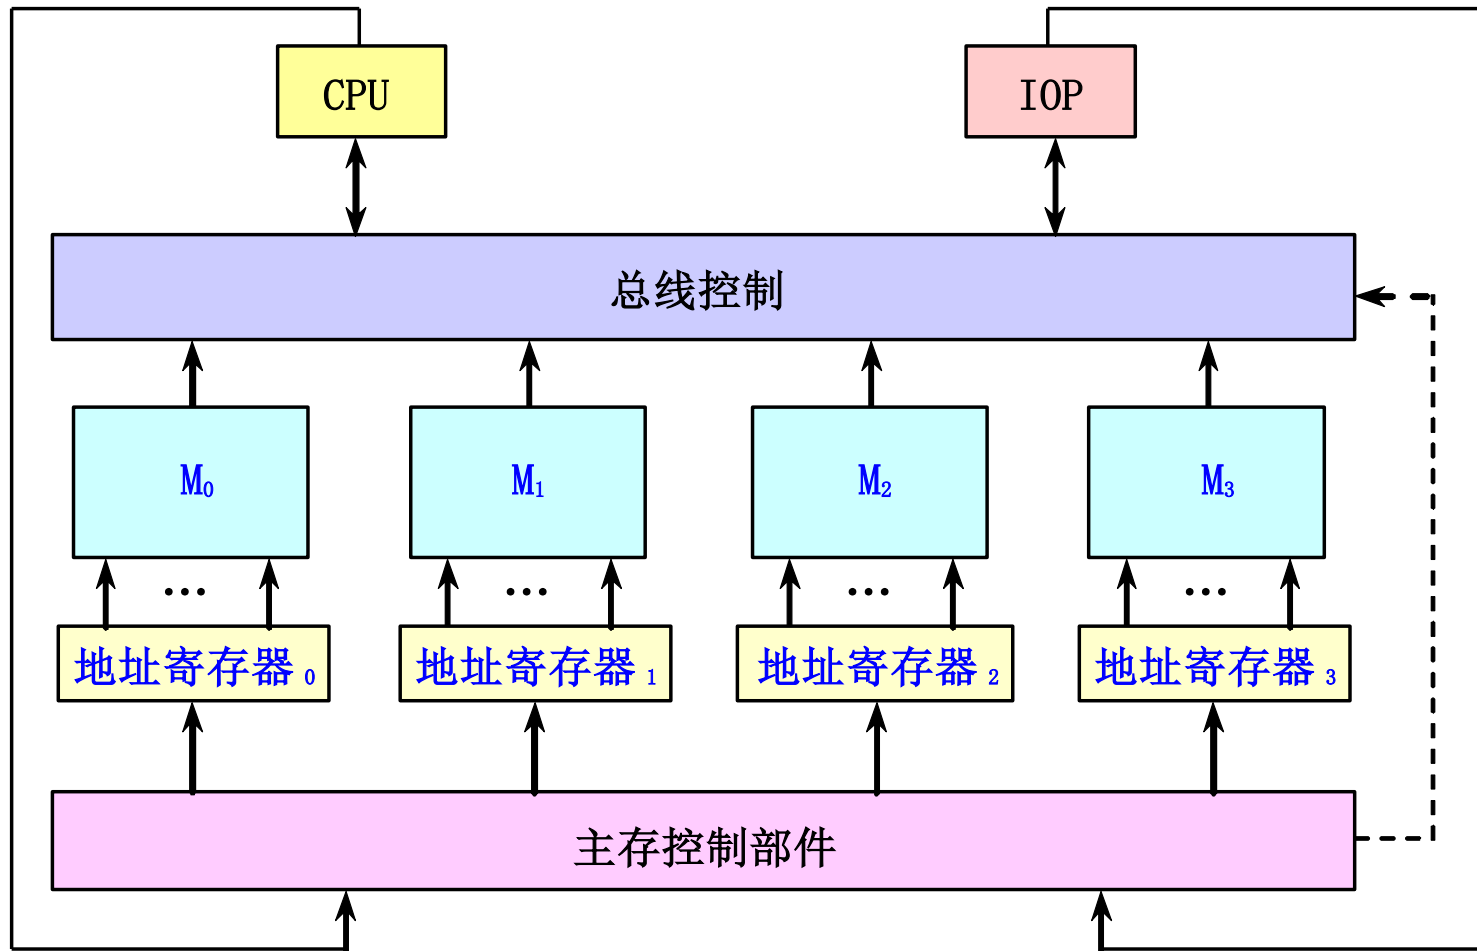 CPU
IOP
总线控制
M₀
M₁
M₂
M₃
... ... ... ...
地址寄存器₀
地址寄存器₁
地址寄存器₂
地址寄存器₃
主存控制部件